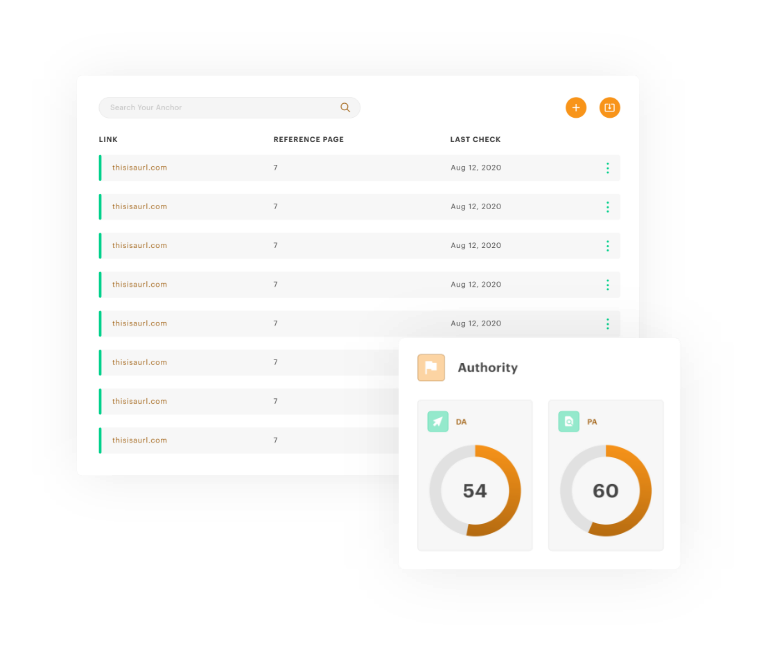 Search Your Anchor
LINK REFERENCE PAGE LAST CHECK
thisisaurl.com 7 Aug 12, 2020
thisisaurl.com 7 Aug 12, 2020
thisisaurl.com 7 Aug 12, 2020
thisisaurl.com 7 Aug 12, 2020
thisisaurl.com 7 Aug 12, 2020
thisisaurl.com 7
thisisaurl.com 7
thisisaurl.com 7
Authority
DA PA
54 60